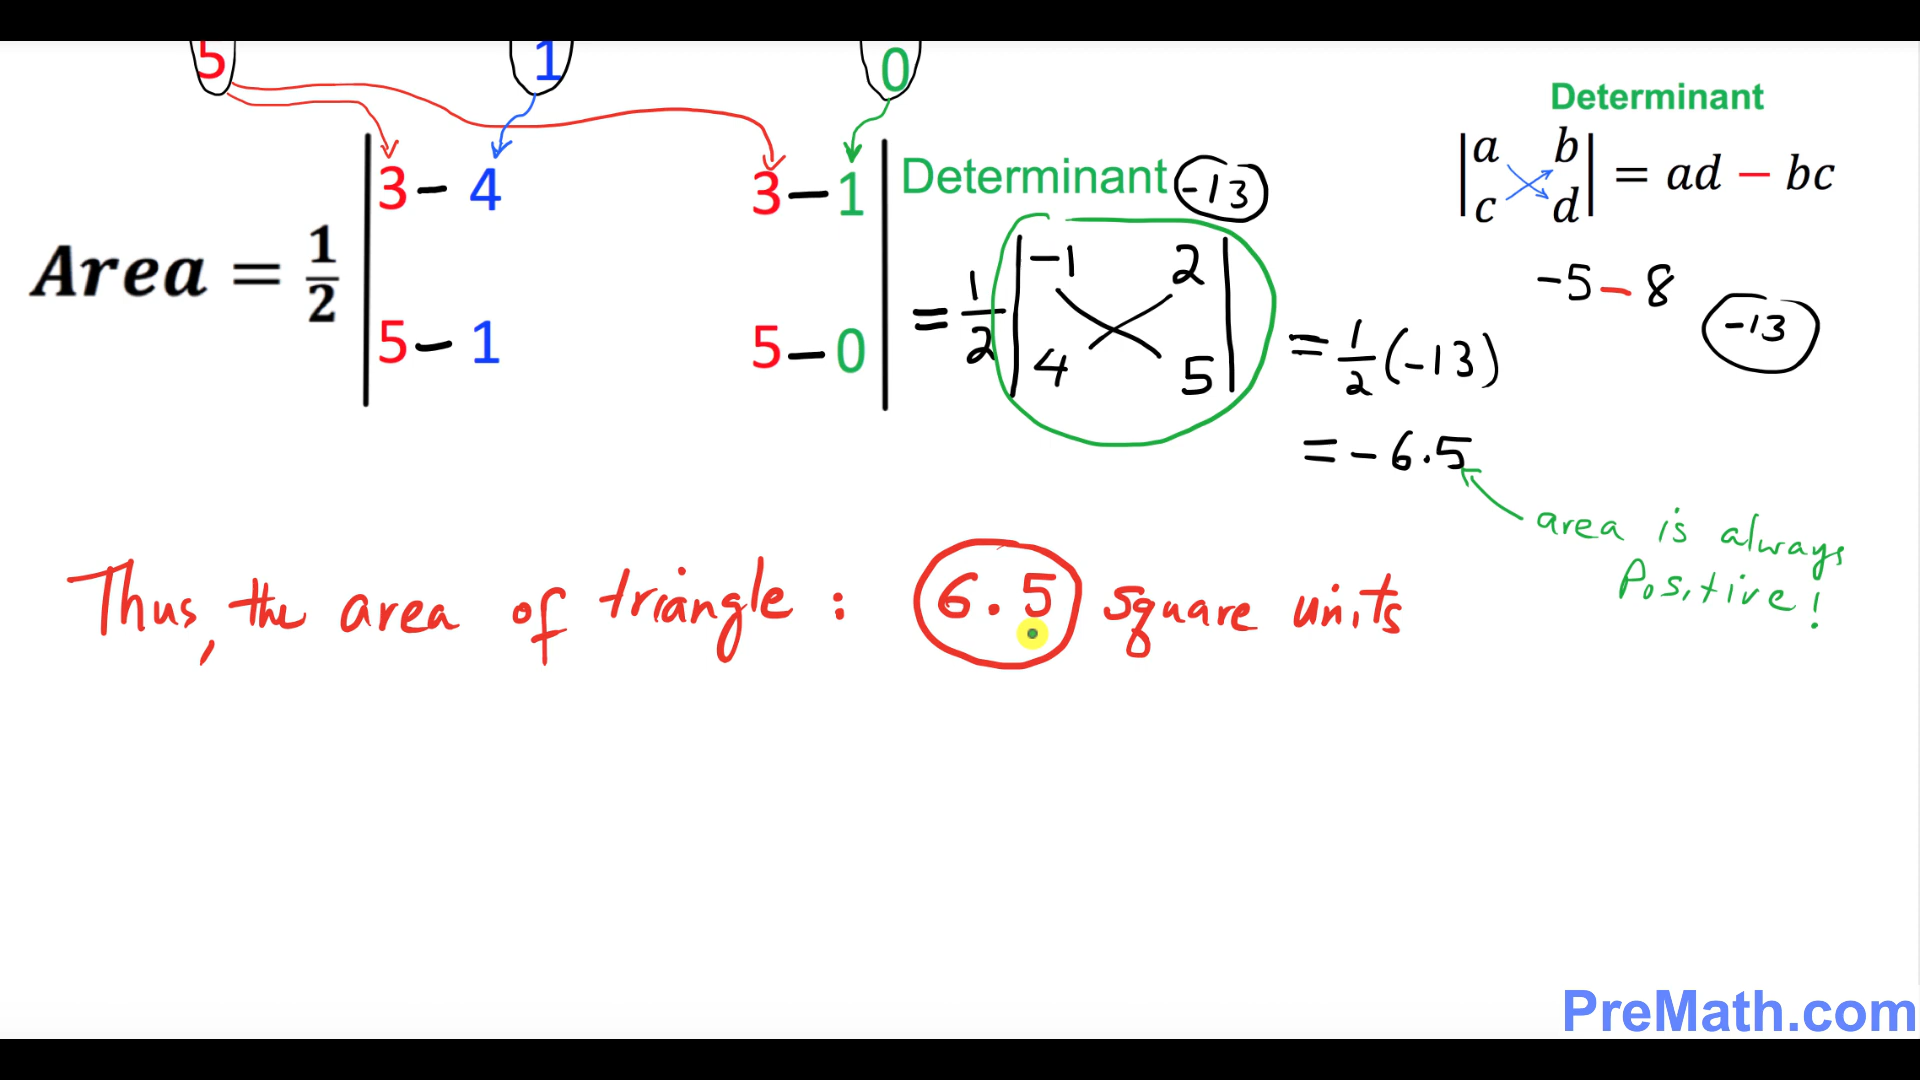 5 1 0
Determinant
|a b|
|c d| = ad − bc
Area = 1/2 |3 − 4 3 − 1|
|5 − 1 5 − 0|
Determinant -13
= 1/2 |-1 2|
|4 5|
-5 - 8
-13
= 1/2 (-13)
= -6.5
area is always
Positive!
Thus, the area of triangle : 6.5 square units
PreMath.com